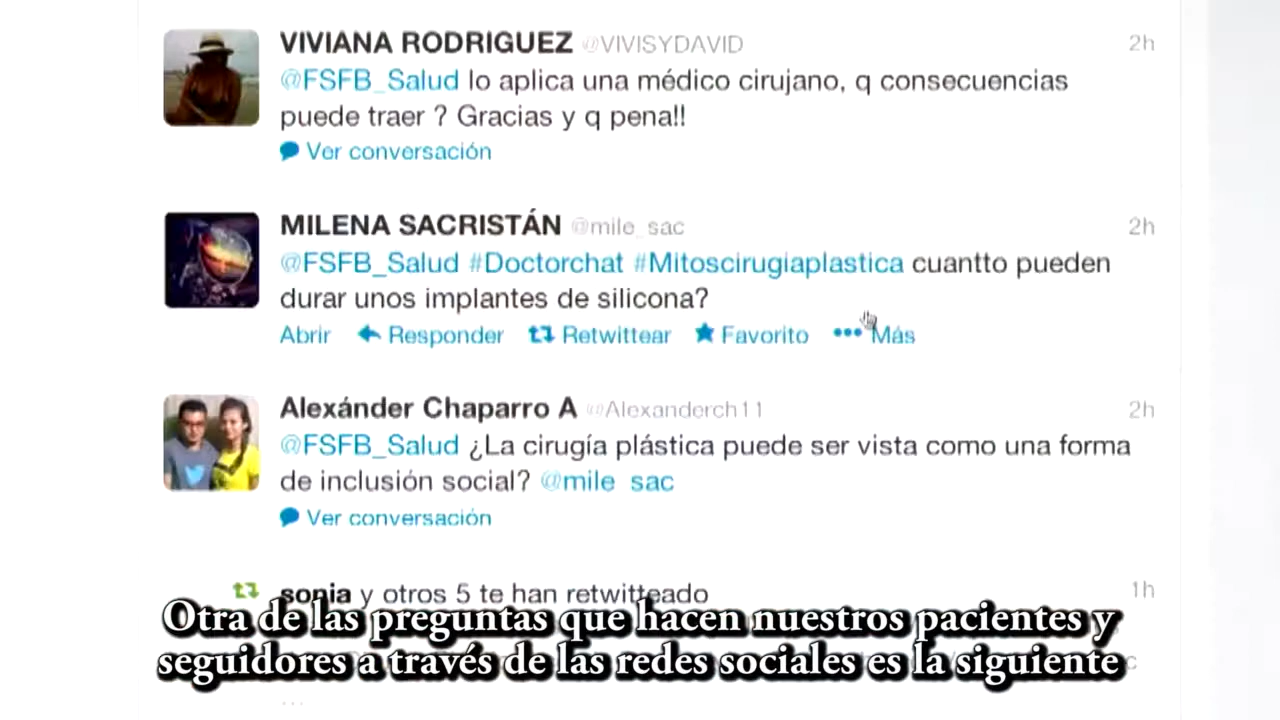 VIVIANA RODRIGUEZ @VIVISYDAVID 2h
@FSFB_Salud lo aplica una médico cirujano, q consecuencias
puede traer ? Gracias y q pena!!
Ver conversación
MILENA SACRISTÁN @mile_sac 2h
@FSFB_Salud #Doctorchat #Mitoscirugiaplastica cuantto pueden
durar unos implantes de silicona?
Abrir Responder Retwittear Favorito ••• Más
Alexánder Chaparro A @Alexanderch11 2h
@FSFB_Salud ¿La cirugía plástica puede ser vista como una forma
de inclusión social? @mile_sac
Ver conversación
sonia y otros 5 te han retwitteado 1h
Otra de las preguntas que hacen nuestros pacientes y
seguidores a través de las redes sociales es la siguiente
...